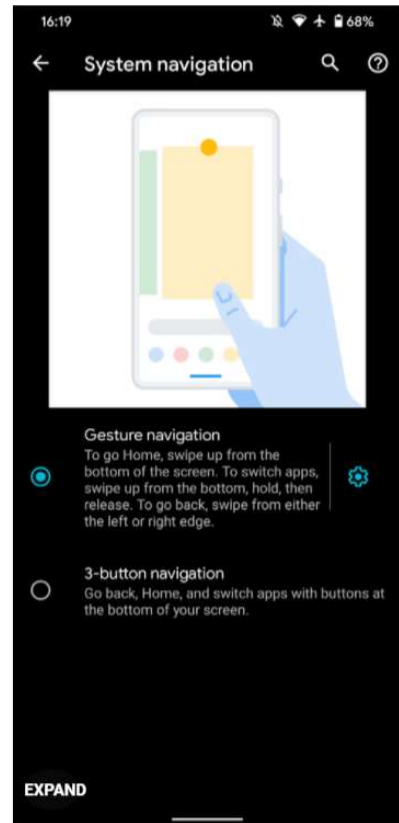 16:19
68%
System navigation
Gesture navigation
To go Home, swipe up from the
bottom of the screen. To switch apps,
swipe up from the bottom, hold, then
release. To go back, swipe from either
the left or right edge.
3-button navigation
Go back, Home, and switch apps with buttons at
the bottom of your screen.
EXPAND